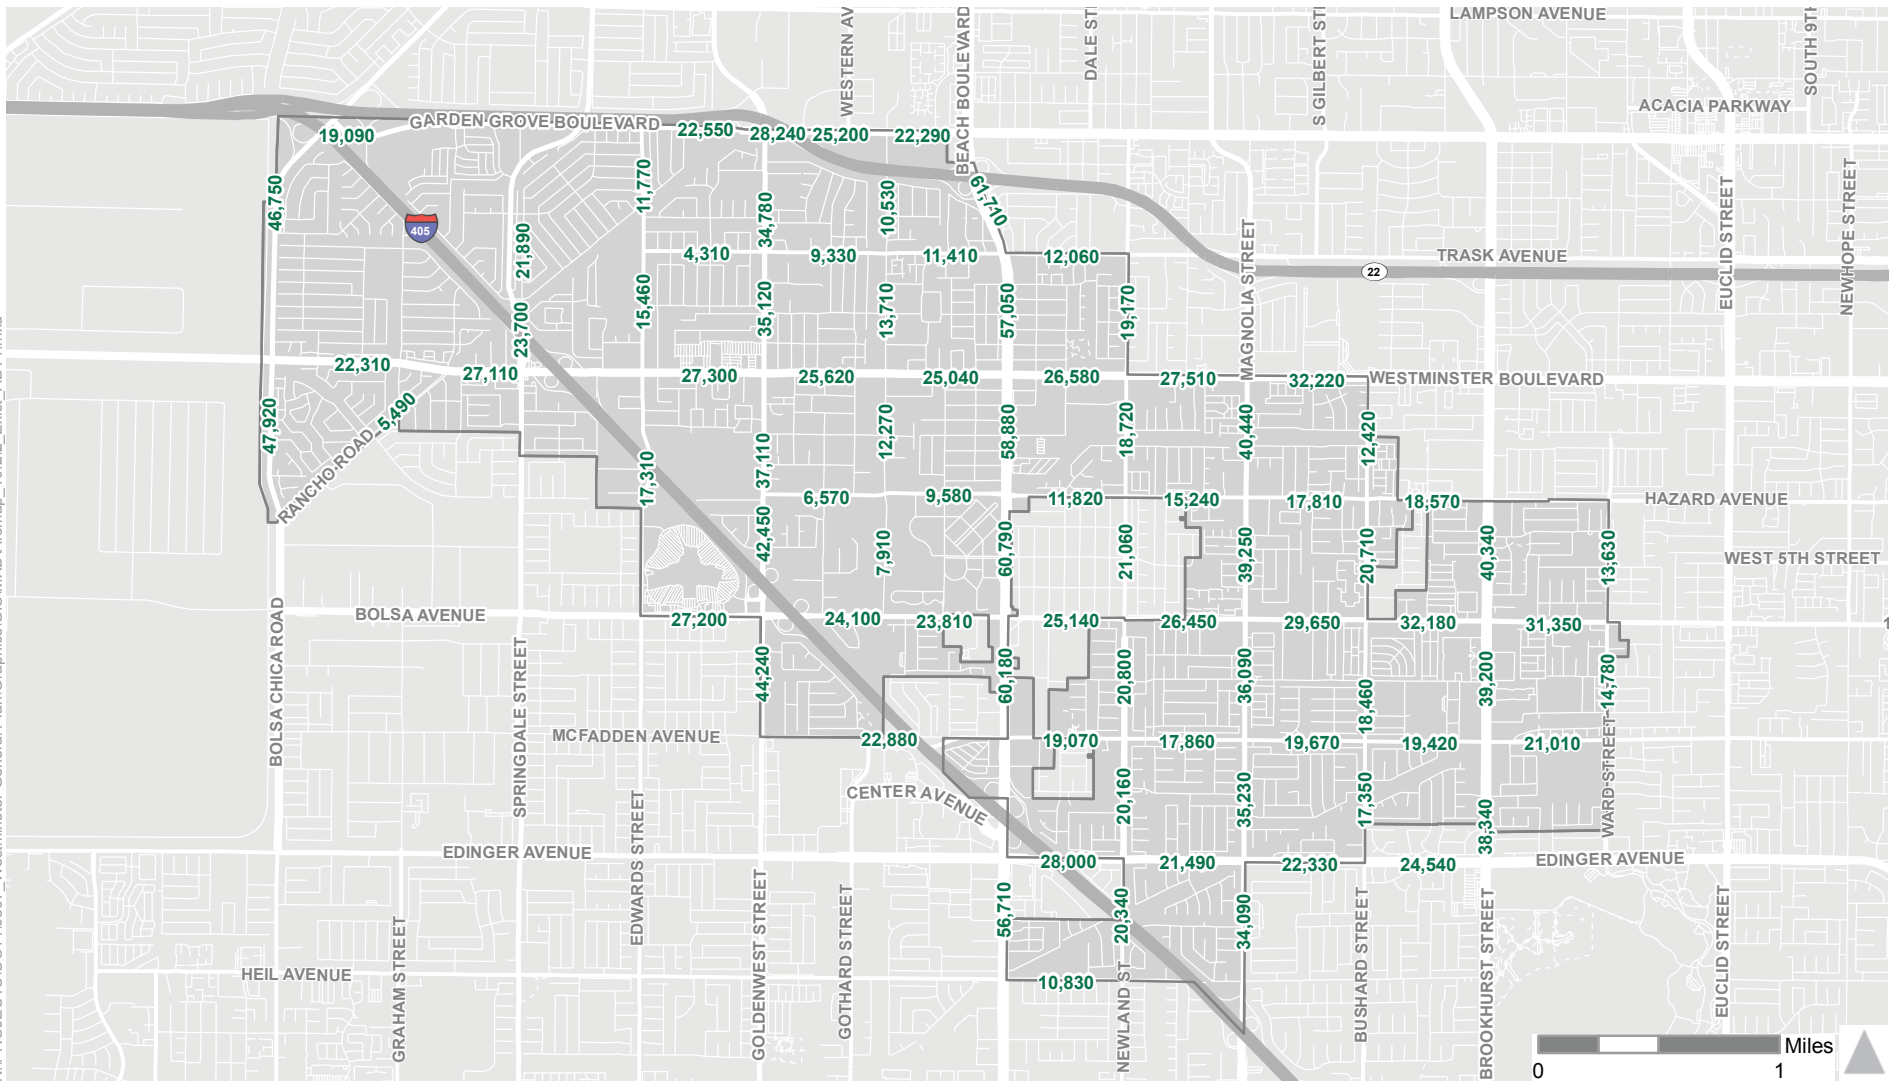 LAMPSON AVENUE
WESTERN AV
BEACH BOULEVARD
DALE ST
S GILBERT ST
SOUTH 9TH
ACACIA PARKWAY
GARDEN GROVE BOULEVARD
19,090
22,550
28,240
25,200
22,290
46,750
11,770
34,780
10,530
61,710
EUCLID STREET
NEWHOPE STREET
405
21,890
4,310
9,330
11,410
12,060
MAGNOLIA STREET
TRASK AVENUE
22
23,700
15,460
35,120
13,710
57,050
19,170
22,310
27,110
27,300
25,620
25,040
26,580
27,510
32,220
WESTMINSTER BOULEVARD
47,920
5,490
RANCHO ROAD
17,310
37,110
12,270
58,880
18,720
40,440
12,420
6,570
9,580
11,820
15,240
17,810
18,570
HAZARD AVENUE
42,450
7,910
60,790
21,060
39,250
20,710
40,340
13,630
WEST 5TH STREET
BOLSA AVENUE
27,200
24,100
23,810
25,140
26,450
29,650
32,180
31,350
1
BOLSA CHICA ROAD
SPRINGDALE STREET
44,240
60,180
20,800
36,090
18,460
39,200
14,780
MCFADDEN AVENUE
22,880
19,070
17,860
19,670
19,420
21,010
WARD STREET
CENTER AVENUE
20,160
35,230
17,350
38,340
EDINGER AVENUE
28,000
21,490
22,330
24,540
EDINGER AVENUE
EDWARDS STREET
GOLDENWEST STREET
GOTHARD STREET
56,710
20,340
34,090
BUSHARD STREET
BROOKHURST STREET
EUCLID STREET
HEIL AVENUE
GRAHAM STREET
10,830
NEWLAND ST
Miles
0
1